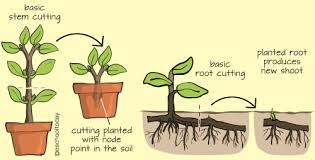 basic
stem cutting
cutting planted
with node
point in the soil
basic
root cutting
planted root
produces
new shoot
©eschooltoday